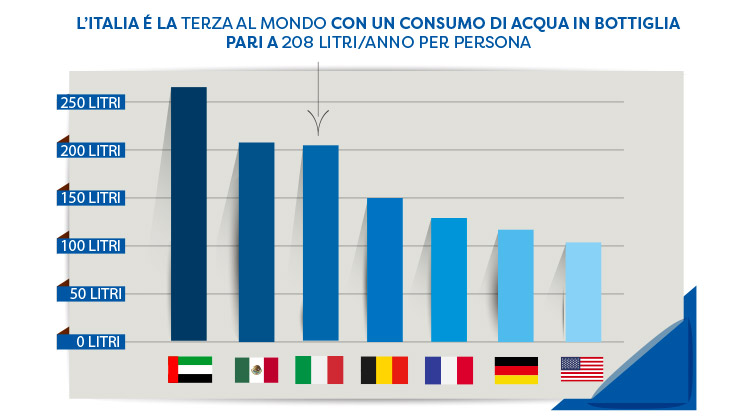 L'ITALIA É LA TERZA AL MONDO CON UN CONSUMO DI ACQUA IN BOTTIGLIA
PARI A 208 LITRI/ANNO PER PERSONA
250 LITRI
200 LITRI
150 LITRI
100 LITRI
50 LITRI
0 LITRI